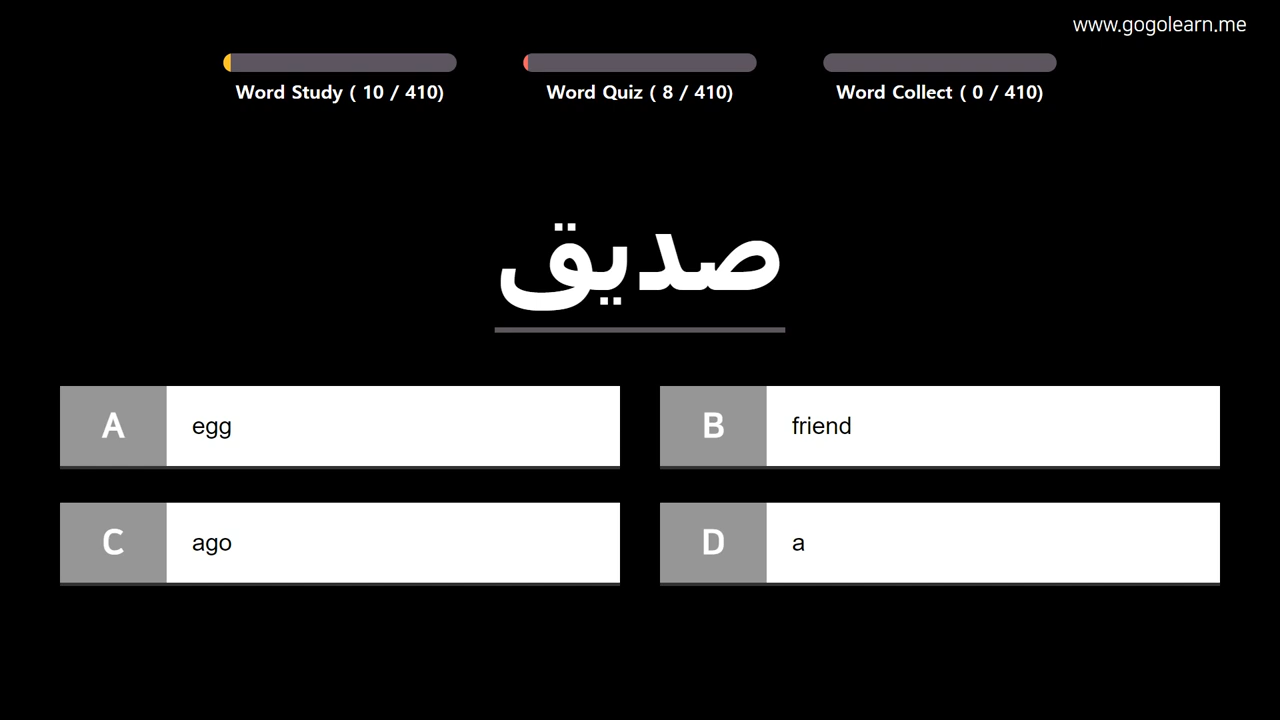 www.gogolearn.me
Word Study ( 10 / 410)
Word Quiz ( 8 / 410)
Word Collect ( 0 / 410)
صديق
A egg
B friend
C ago
D a